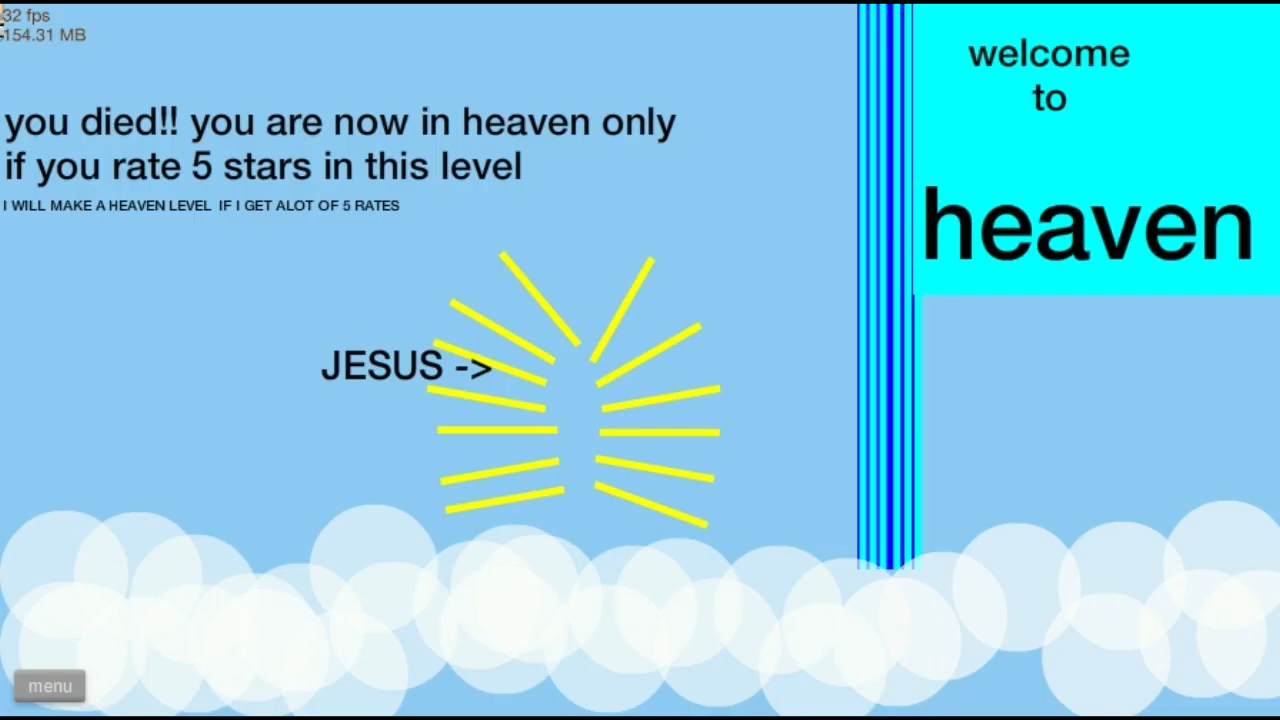 32 fps
154.31 MB
you died!! you are now in heaven only
if you rate 5 stars in this level
I WILL MAKE A HEAVEN LEVEL IF I GET ALOT OF 5 RATES
JESUS ->
welcome
to
heaven
menu